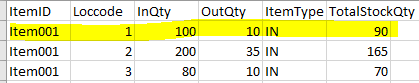 ItemID Loccode InQty OutQty ItemType TotalStockQty
Item001 1 100 10 IN 90
Item001 2 200 35 IN 165
Item001 3 80 10 IN 70